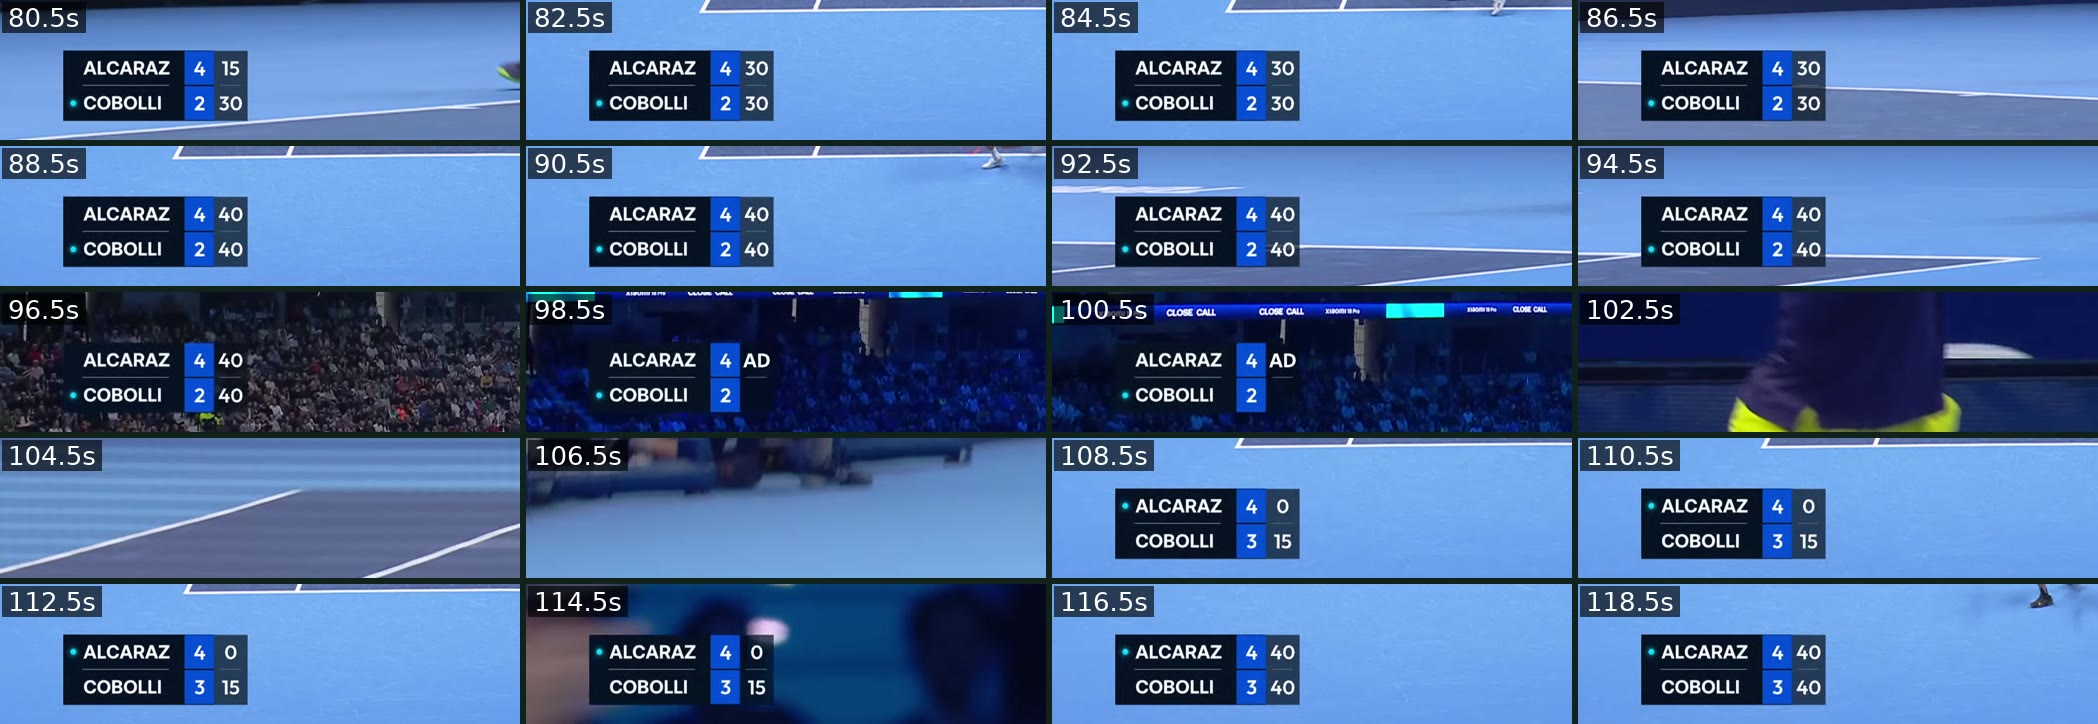 80.5s
ALCARAZ 4 15
COBOLLI 2 30
82.5s
ALCARAZ 4 30
COBOLLI 2 30
84.5s
ALCARAZ 4 30
COBOLLI 2 30
86.5s
ALCARAZ 4 30
COBOLLI 2 30
88.5s
ALCARAZ 4 40
COBOLLI 2 40
90.5s
ALCARAZ 4 40
COBOLLI 2 40
92.5s
ALCARAZ 4 40
COBOLLI 2 40
94.5s
ALCARAZ 4 40
COBOLLI 2 40
96.5s
ALCARAZ 4 40
COBOLLI 2 40
98.5s
CLOSE CALL CLOSE CALL
ALCARAZ 4 AD
COBOLLI 2
100.5s
CLOSE CALL CLOSE CALL CLOSE CALL
ALCARAZ 4 AD
COBOLLI 2
102.5s
104.5s
106.5s
108.5s
ALCARAZ 4 0
COBOLLI 3 15
110.5s
ALCARAZ 4 0
COBOLLI 3 15
112.5s
ALCARAZ 4 0
COBOLLI 3 15
114.5s
ALCARAZ 4 0
COBOLLI 3 15
116.5s
ALCARAZ 4 40
COBOLLI 3 40
118.5s
ALCARAZ 4 40
COBOLLI 3 40